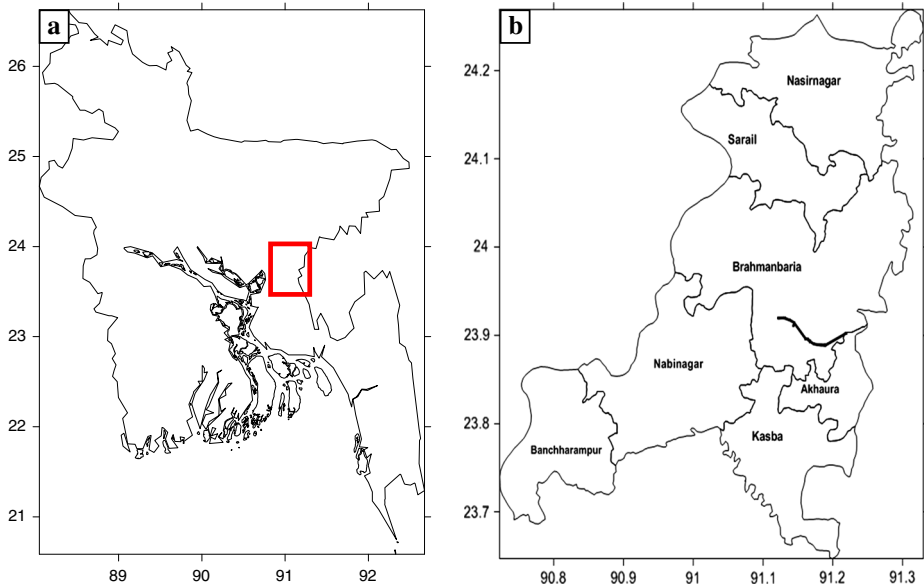 a
26
25
24
23
22
21
89 90 91 92
b
24.2
24.1
24
23.9
23.8
23.7
Nasirnagar
Sarail
Brahmanbaria
Nabinagar
Akhaura
Kasba
Banchharampur
90.8 90.9 91 91.1 91.2 91.3